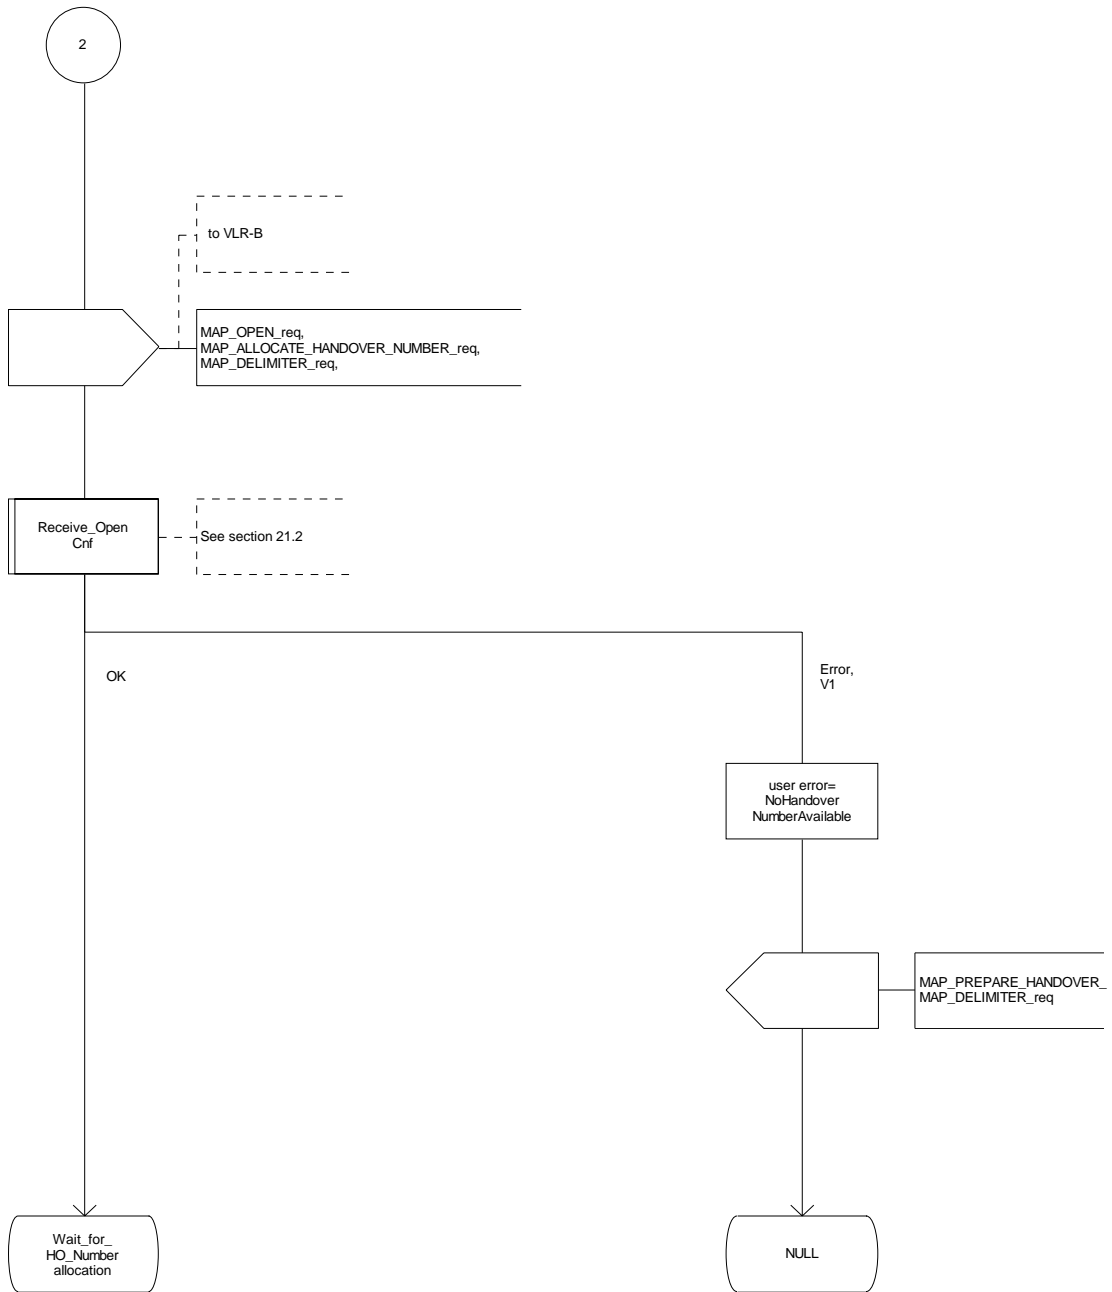 2
to VLR-B
MAP_OPEN_req,
MAP_ALLOCATE_HANDOVER_NUMBER_req,
MAP_DELIMITER_req,
Receive_Open
Cnf
See section 21.2
OK
Error,
V1
user error=
NoHandover
NumberAvailable
MAP_PREPARE_HANDOVER_
MAP_DELIMITER_req
Wait_for_
HO_Number
allocation
NULL